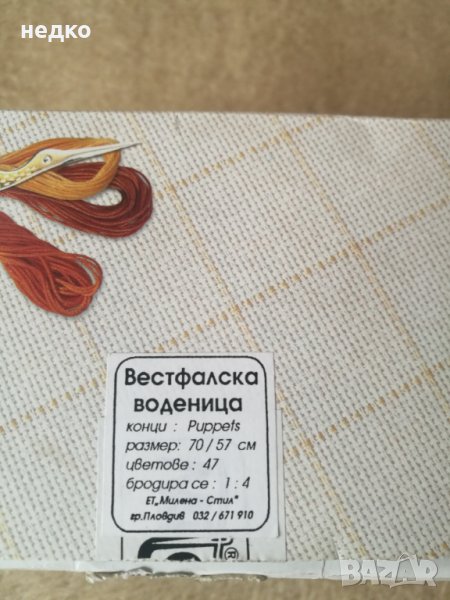 недко
Вестфалска
воденица
конци : Puppets
размер: 70 / 57 см
цветове : 47
бродира се : 1 : 4
ЕТ„Милена - Стил"
гр.Пловдив 032 / 671 910
®
BAZAR